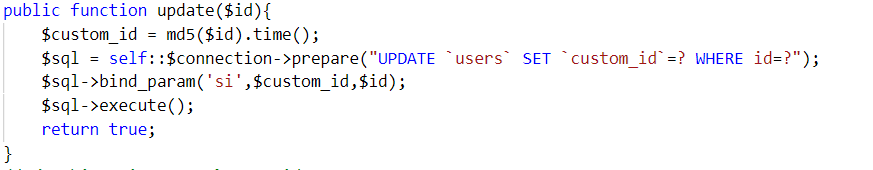 public function update($id){
$custom_id = md5($id).time();
$sql = self::$connection->prepare("UPDATE `users` SET `custom_id`=? WHERE id=?");
$sql->bind_param('si',$custom_id,$id);
$sql->execute();
return true;
}